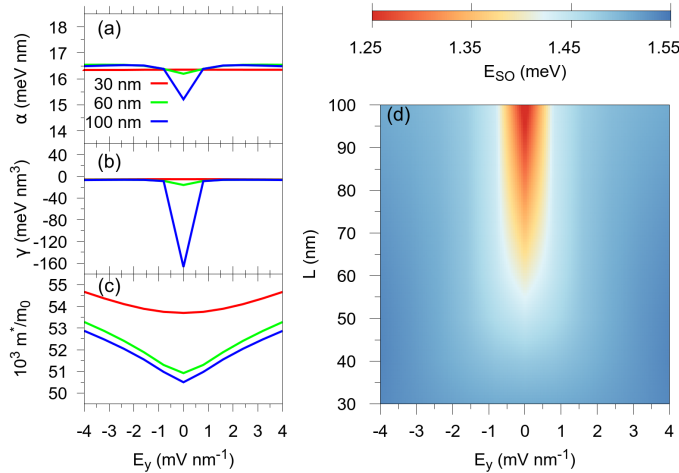 (a)
α (meV nm)
18
17
16
15
14
30 nm
60 nm
100 nm
(b)
γ (meV nm³)
40
0
-40
-80
-120
-160
(c)
10³ m*/m₀
55
54
53
52
51
50
-4 -3 -2 -1 0 1 2 3 4
E_y (mV nm⁻¹)
1.25 1.35 1.45 1.55
E_SO (meV)
(d)
L (nm)
100
90
80
70
60
50
40
30
-4 -3 -2 -1 0 1 2 3 4
E_y (mV nm⁻¹)